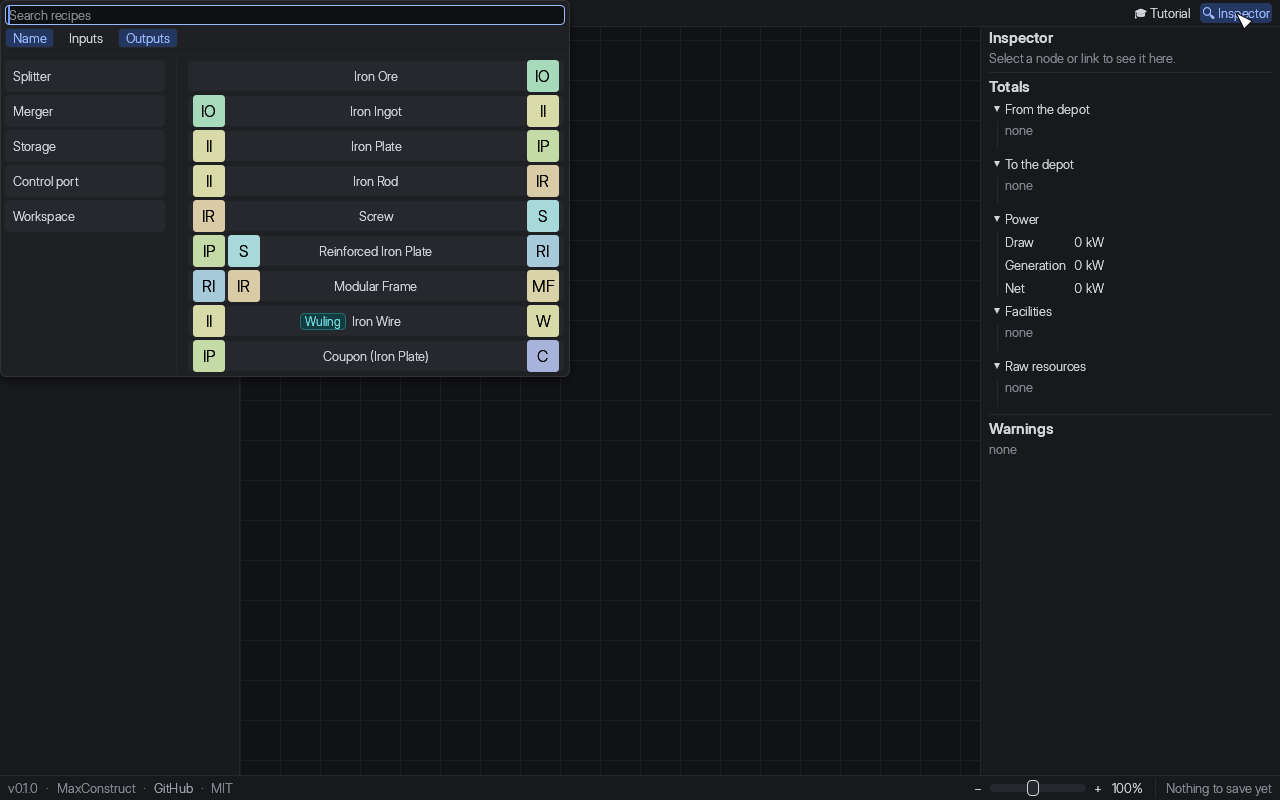 Search recipes
Tutorial
Inspector
Name
Inputs
Outputs
Splitter
Merger
Storage
Control port
Workspace
Iron Ore
IO
IO
Iron Ingot
II
II
Iron Plate
IP
II
Iron Rod
IR
IR
Screw
S
IP
S
Reinforced Iron Plate
RI
RI
IR
Modular Frame
MF
II
Wuling
Iron Wire
W
IP
Coupon (Iron Plate)
C
Inspector
Select a node or link to see it here.
Totals
From the depot
none
To the depot
none
Power
Draw 0 kW
Generation 0 kW
Net 0 kW
Facilities
none
Raw resources
none
Warnings
none
v0.1.0 · MaxConstruct · GitHub · MIT
− + 100%
Nothing to save yet